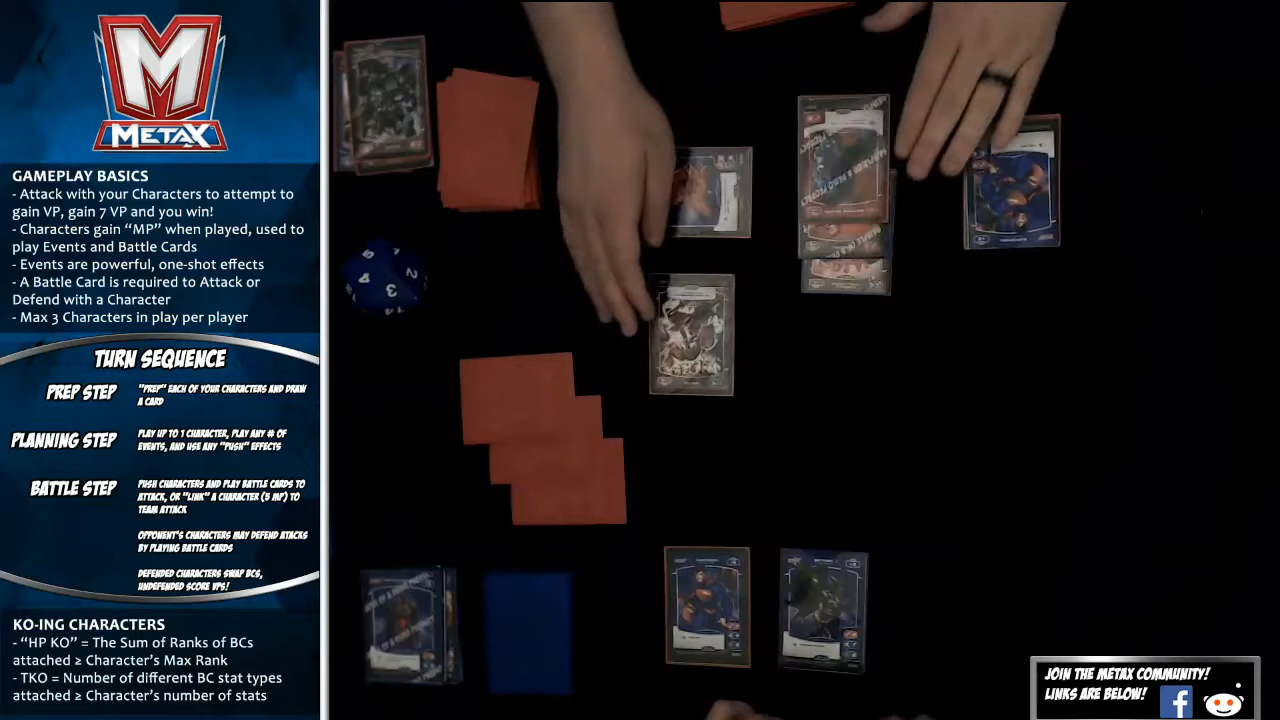 M
METAX
GAMEPLAY BASICS
- Attack with your Characters to attempt to
gain VP, gain 7 VP and you win!
- Characters gain "MP" when played, used to
play Events and Battle Cards
- Events are powerful, one-shot effects
- A Battle Card is required to Attack or
Defend with a Character
- Max 3 Characters in play per player
TURN SEQUENCE
PREP STEP
"PREP" EACH OF YOUR CHARACTERS AND DRAW
A CARD
PLANNING STEP
PLAY UP TO 1 CHARACTER, PLAY ANY # OF
EVENTS, AND USE ANY "PUSH" EFFECTS
BATTLE STEP
PUSH CHARACTERS AND PLAY BATTLE CARDS TO
ATTACK, OR "LINK" A CHARACTER (3 MP) TO
TEAM ATTACK
OPPONENT'S CHARACTERS MAY DEFEND ATACKS
BY PLAYING BATTLE CARDS
DEFENDED CHARACTERS SWAP BCS,
UNDEFENDED SCORE VPS!
KO-ING CHARACTERS
- "HP KO" = The Sum of Ranks of BCs
attached ≥ Character's Max Rank
- TKO = Number of different BC stat types
attached ≥ Character's number of stats
5
4
2
3
JOIN THE METAX COMMUNITY!
LINKS ARE BELOW!
f